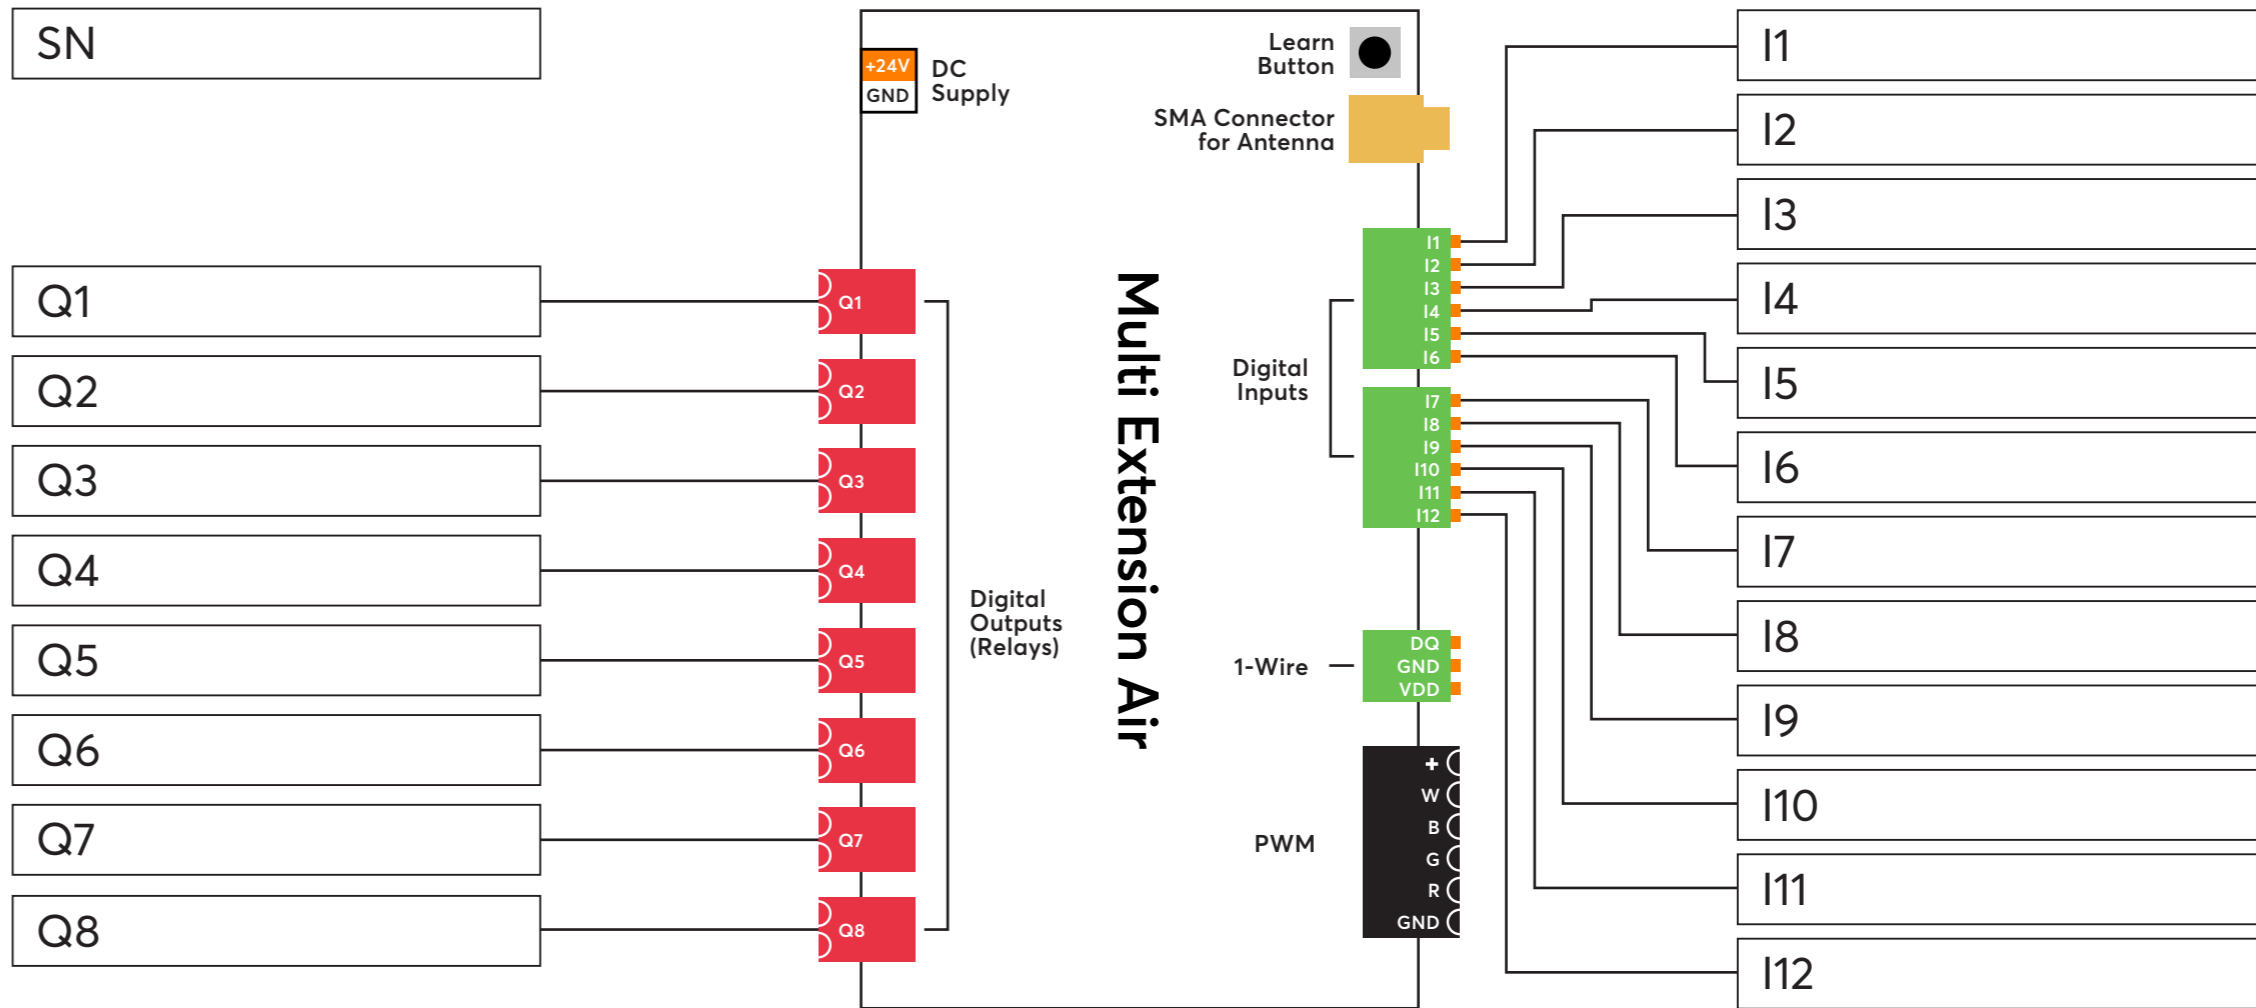 SN
Q1
Q2
Q3
Q4
Q5
Q6
Q7
Q8
+24V
GND
DC
Supply
Q1
Q2
Q3
Q4
Q5
Q6
Q7
Q8
Digital
Outputs
(Relays)
Multi Extension Air
Learn
Button
SMA Connector
for Antenna
Digital
Inputs
I1
I2
I3
I4
I5
I6
I7
I8
I9
I10
I11
I12
1-Wire
DQ
GND
VDD
PWM
+
W
B
G
R
GND
I1
I2
I3
I4
I5
I6
I7
I8
I9
I10
I11
I12